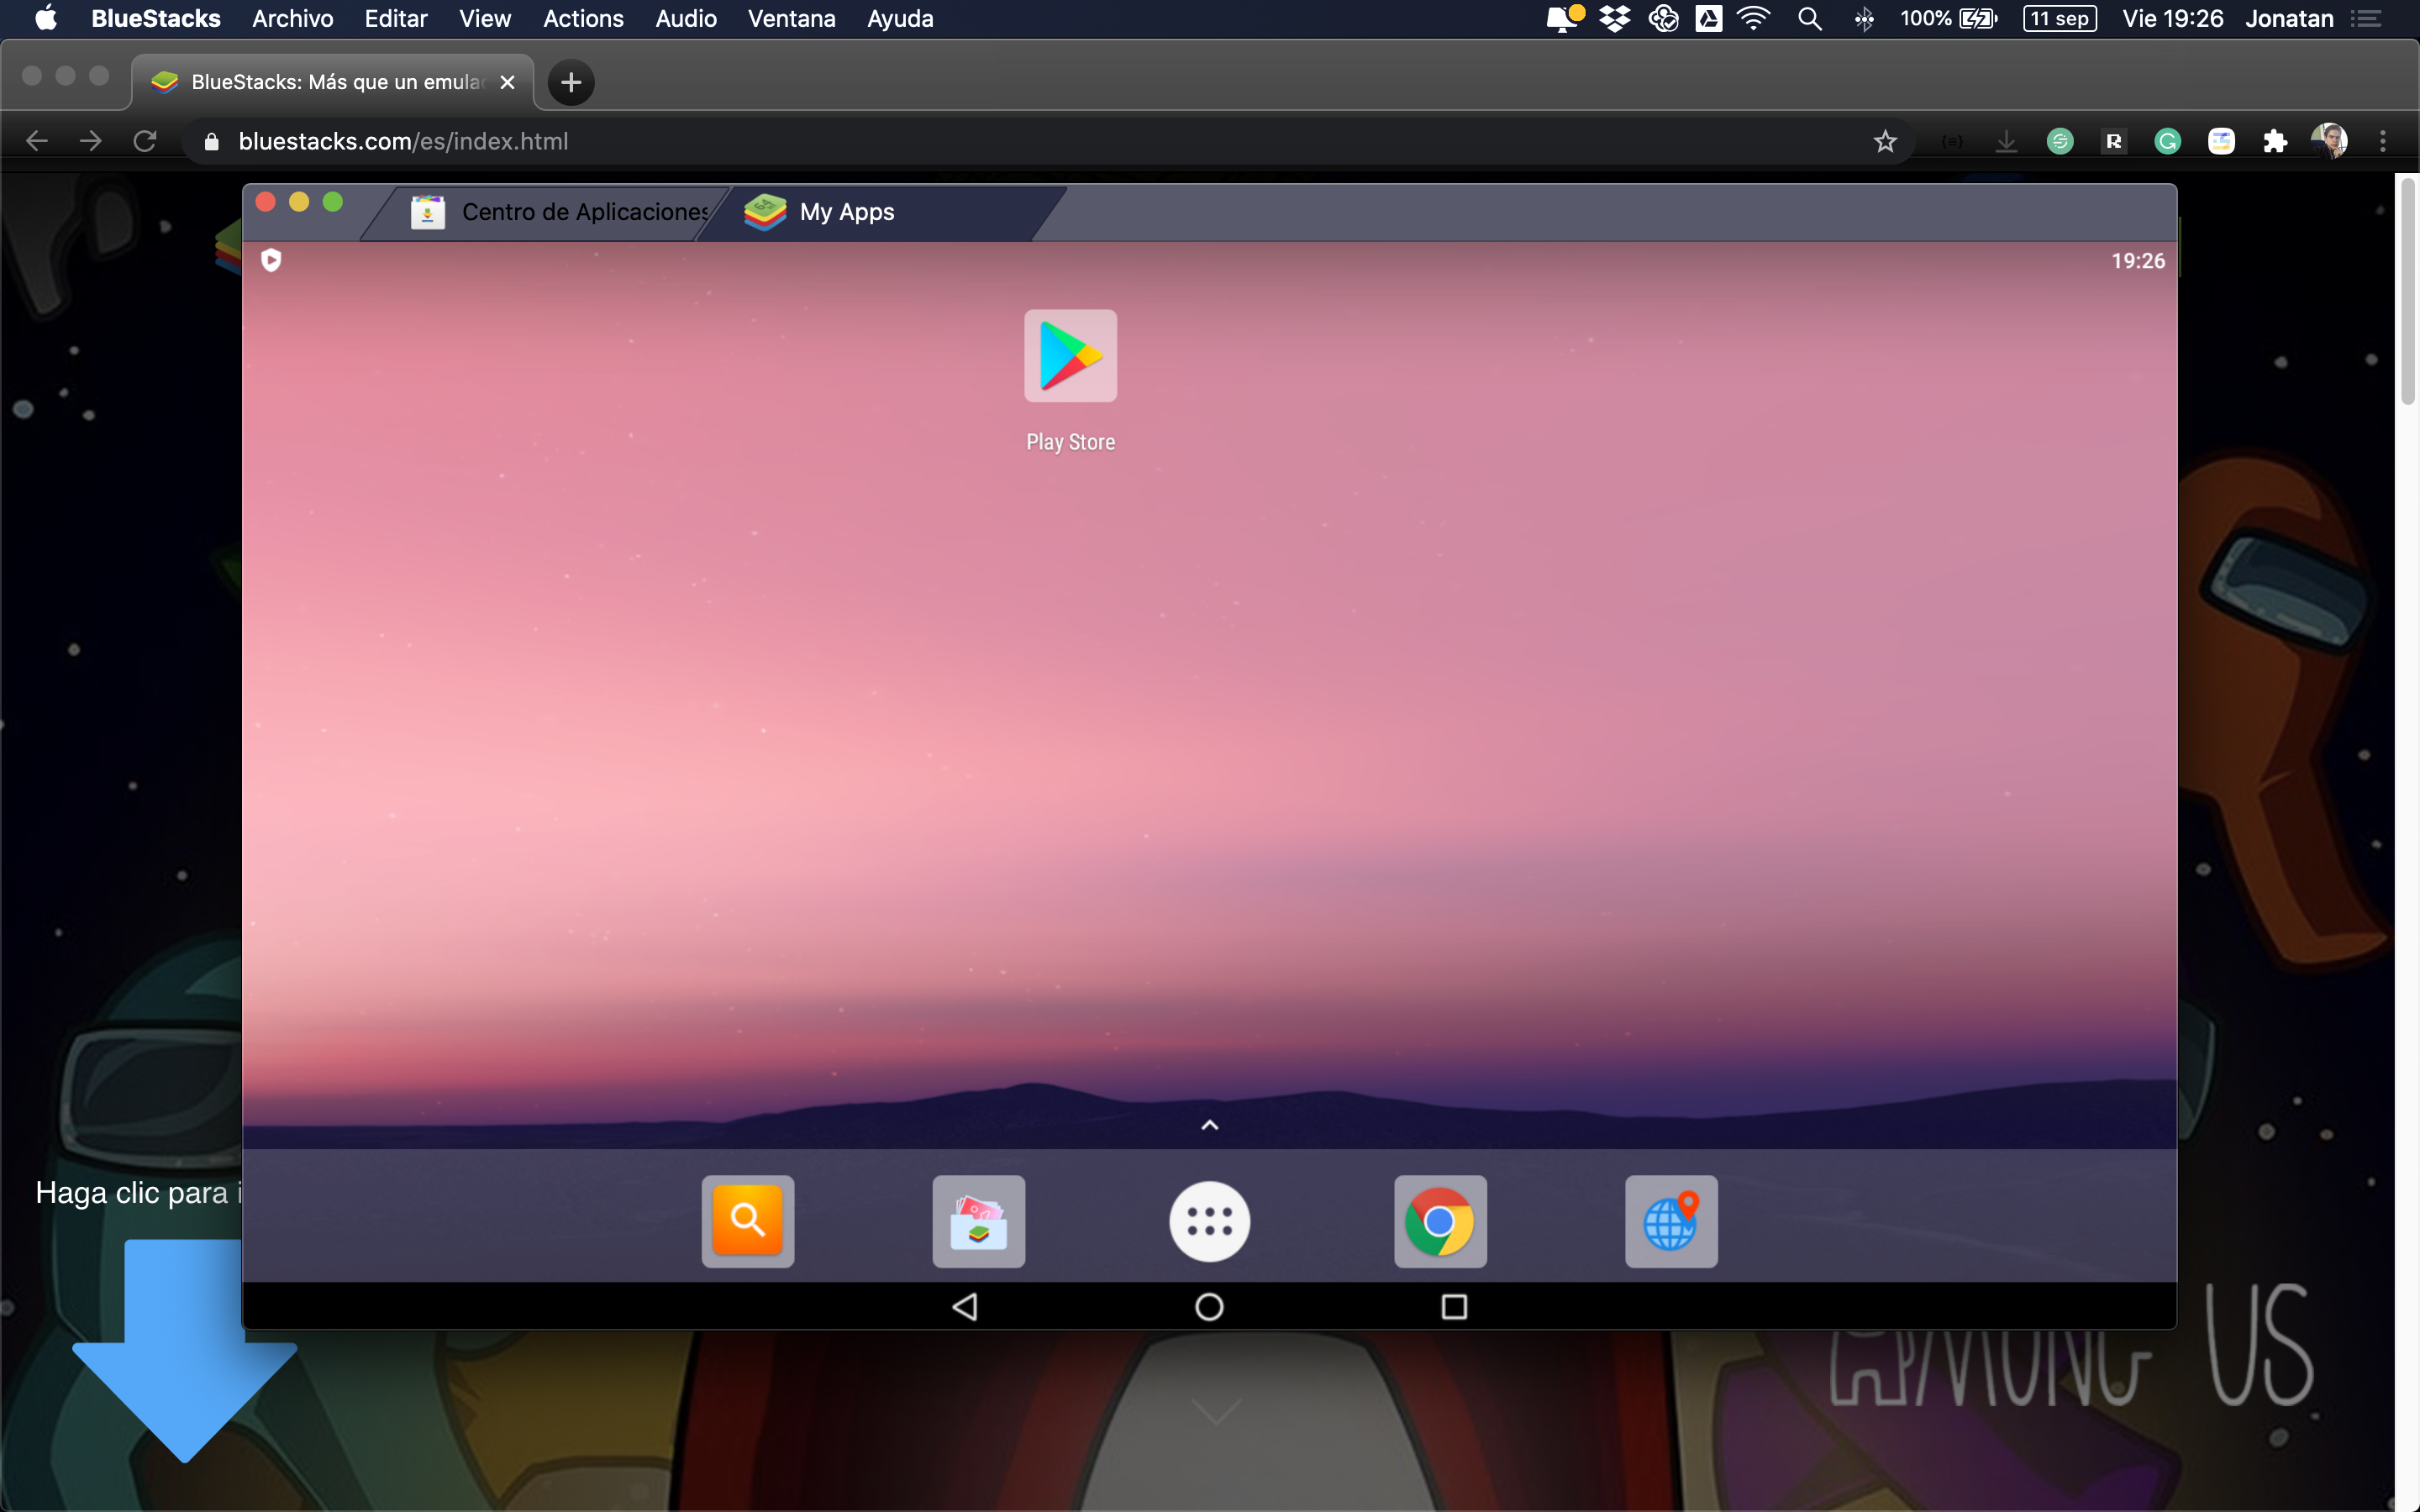 BlueStacks Archivo Editar View Actions Audio Ventana Ayuda 100% 11 sep Vie 19:26 Jonatan
BlueStacks: Más que un emula
bluestacks.com/es/index.html
Centro de Aplicaciones My Apps
19:26
Play Store
Haga clic para i
AMONG US